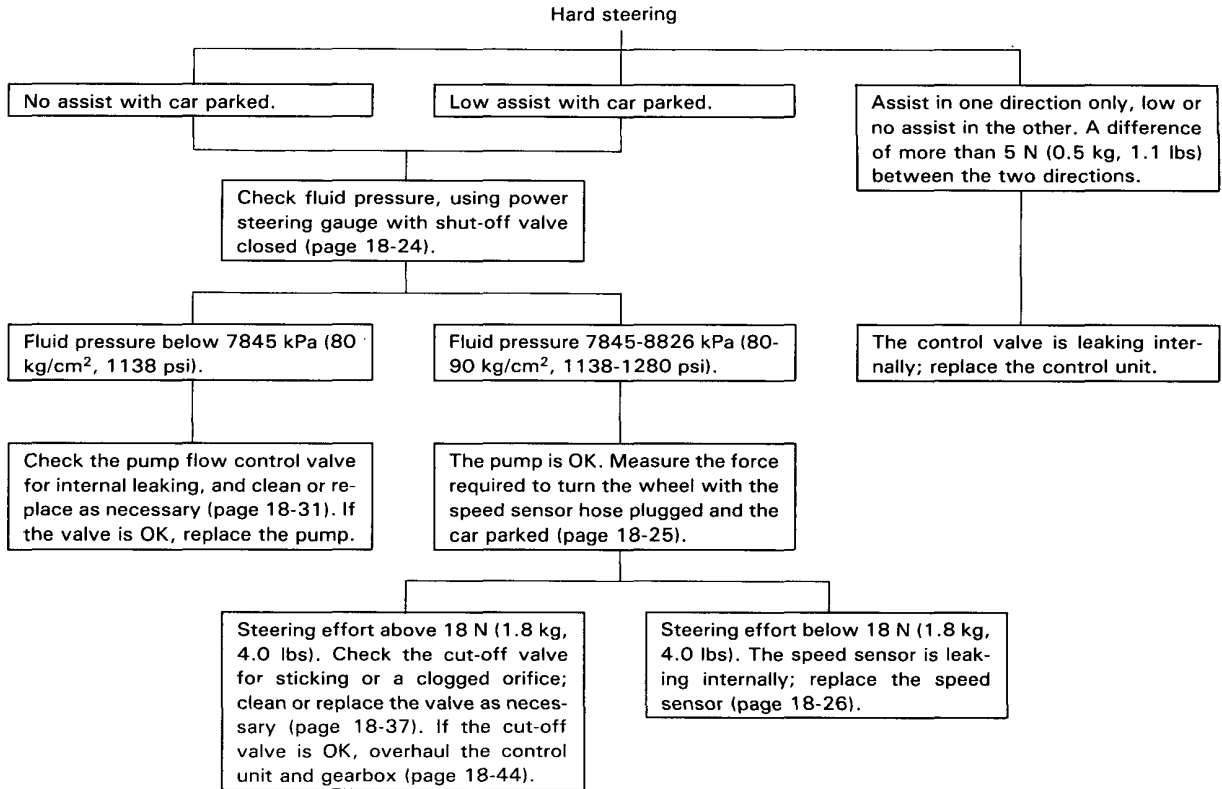 Hard steering
No assist with car parked.
Low assist with car parked.
Assist in one direction only, low or
no assist in the other. A difference
of more than 5 N (0.5 kg, 1.1 lbs)
between the two directions.
Check fluid pressure, using power
steering gauge with shut-off valve
closed (page 18-24).
Fluid pressure below 7845 kPa (80
kg/cm², 1138 psi).
Fluid pressure 7845-8826 kPa (80-
90 kg/cm², 1138-1280 psi).
The control valve is leaking inter-
nally; replace the control unit.
Check the pump flow control valve
for internal leaking, and clean or re-
place as necessary (page 18-31). If
the valve is OK, replace the pump.
The pump is OK. Measure the force
required to turn the wheel with the
speed sensor hose plugged and the
car parked (page 18-25).
Steering effort above 18 N (1.8 kg,
4.0 lbs). Check the cut-off valve
for sticking or a clogged orifice;
clean or replace the valve as neces-
sary (page 18-37). If the cut-off
valve is OK, overhaul the control
unit and gearbox (page 18-44).
Steering effort below 18 N (1.8 kg,
4.0 lbs). The speed sensor is leak-
ing internally; replace the speed
sensor (page 18-26).